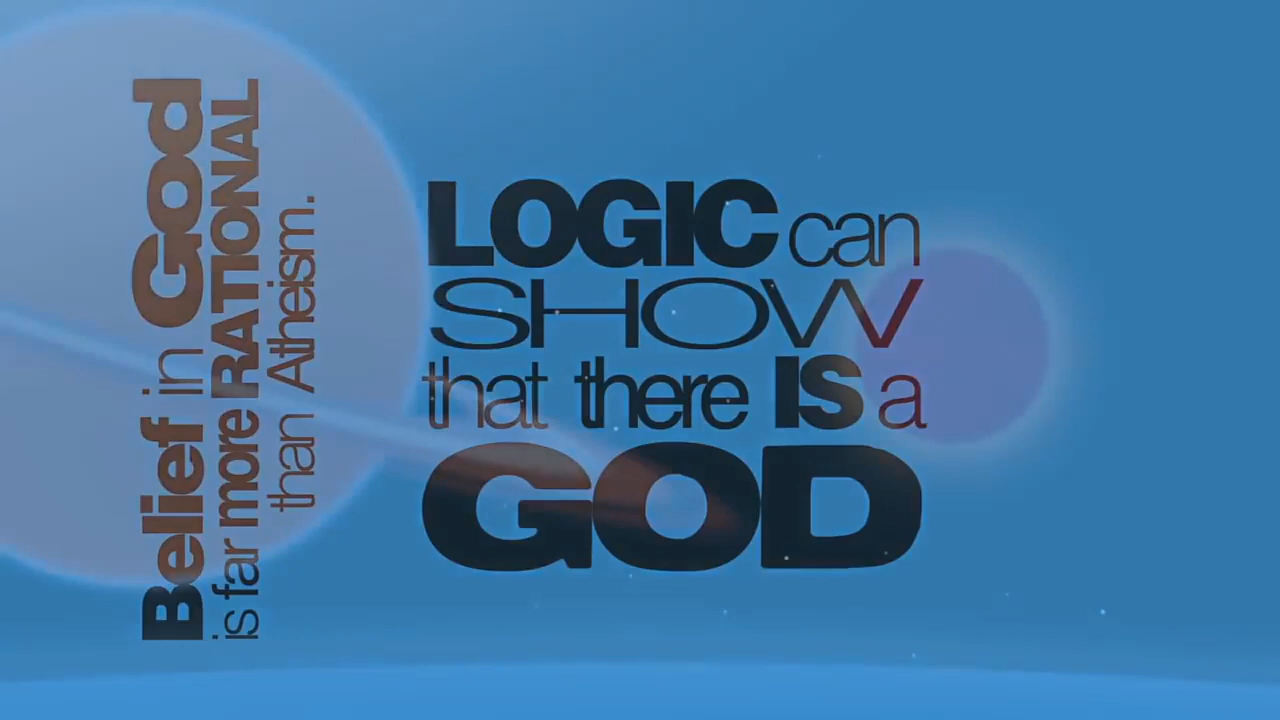 Belief in God
is far more RATIONAL
than Atheism.
LOGIC can
SHOW
that there IS a
GOD